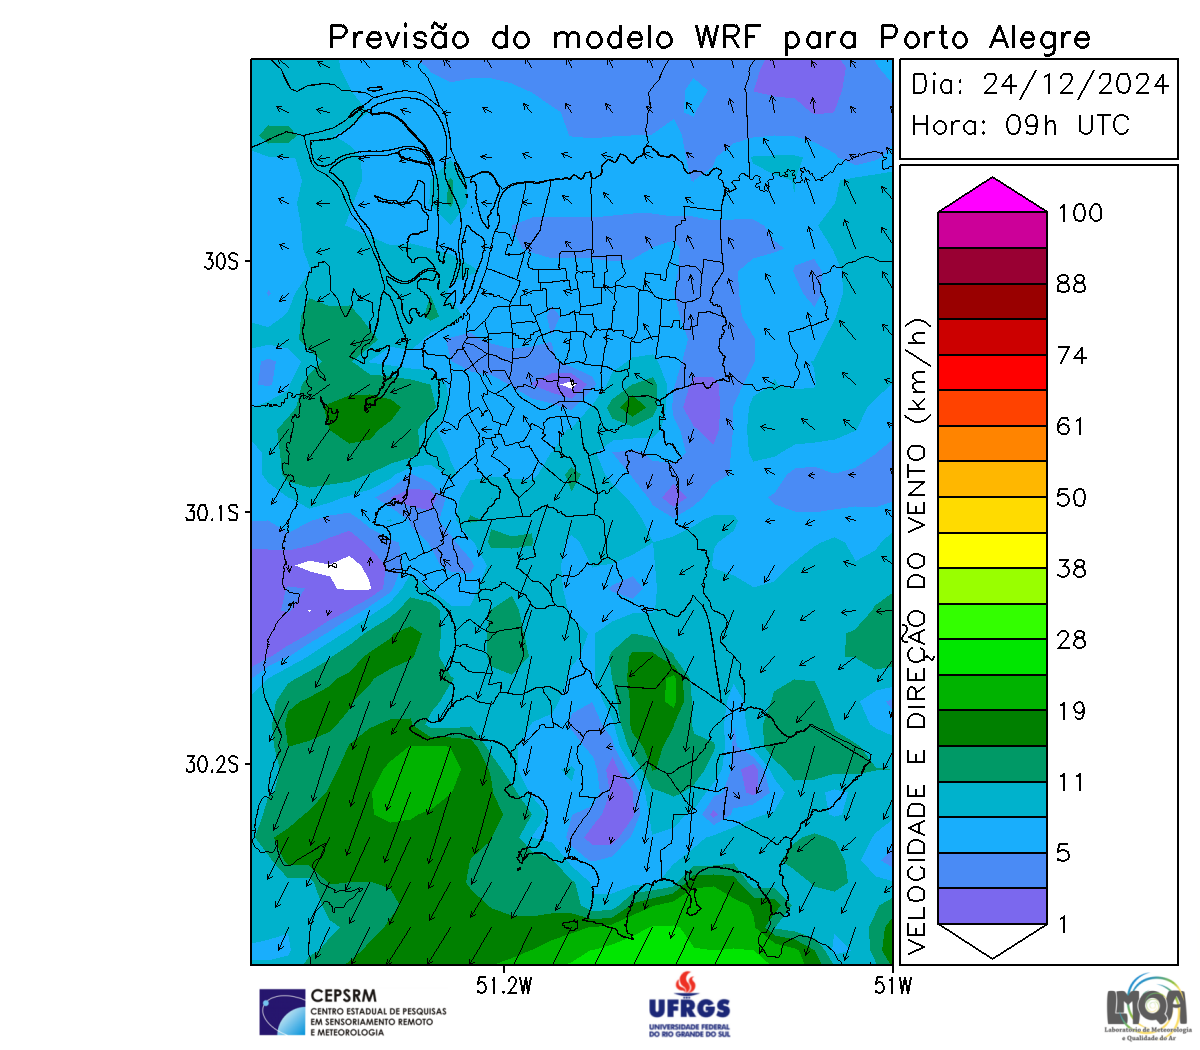 Previsão do modelo WRF para Porto Alegre
Dia: 24/12/2024
Hora: 09h UTC
30S
30.1S
30.2S
51.2W
51W
VELOCIDADE E DIREÇÃO DO VENTO (km/h)
100
88
74
61
50
38
28
19
11
5
1
CEPSRM
CENTRO ESTADUAL DE PESQUISAS
EM SENSORIAMENTO REMOTO
E METEOROLOGIA
UFRGS
UNIVERSIDADE FEDERAL
DO RIO GRANDE DO SUL
LMQA
Laboratório de Meteorologia
e Qualidade do Ar